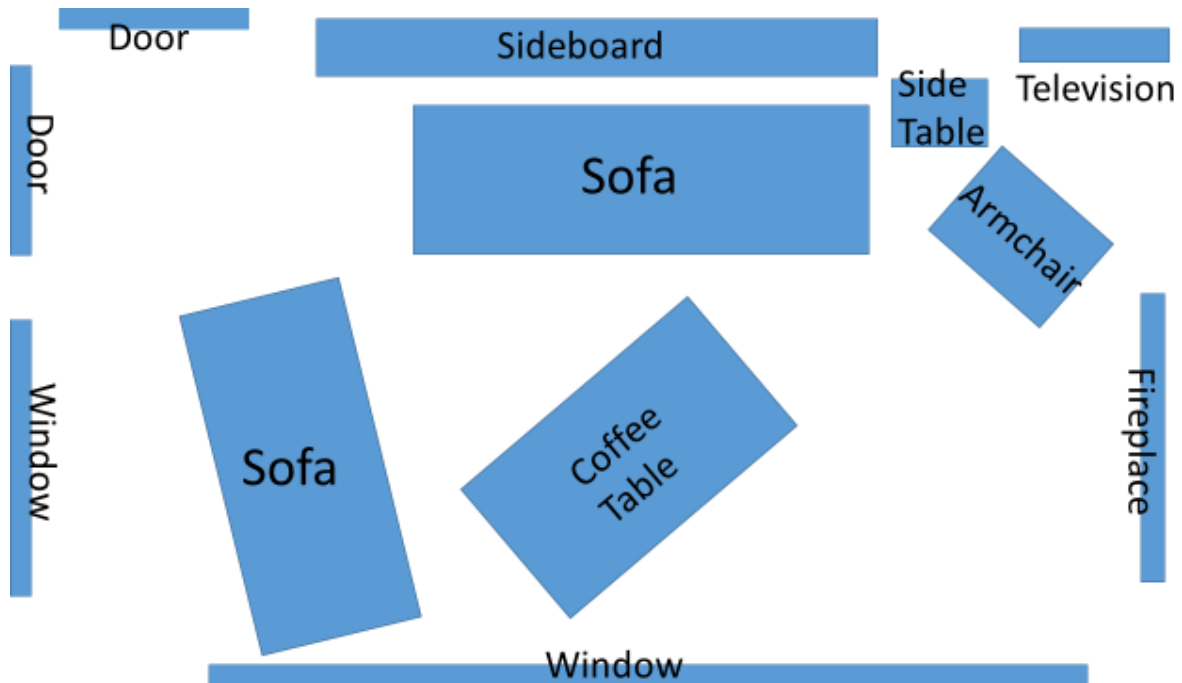 Door
Sideboard
Television
Side
Table
Door
Sofa
Armchair
Window
Sofa
Coffee
Table
Fireplace
Window